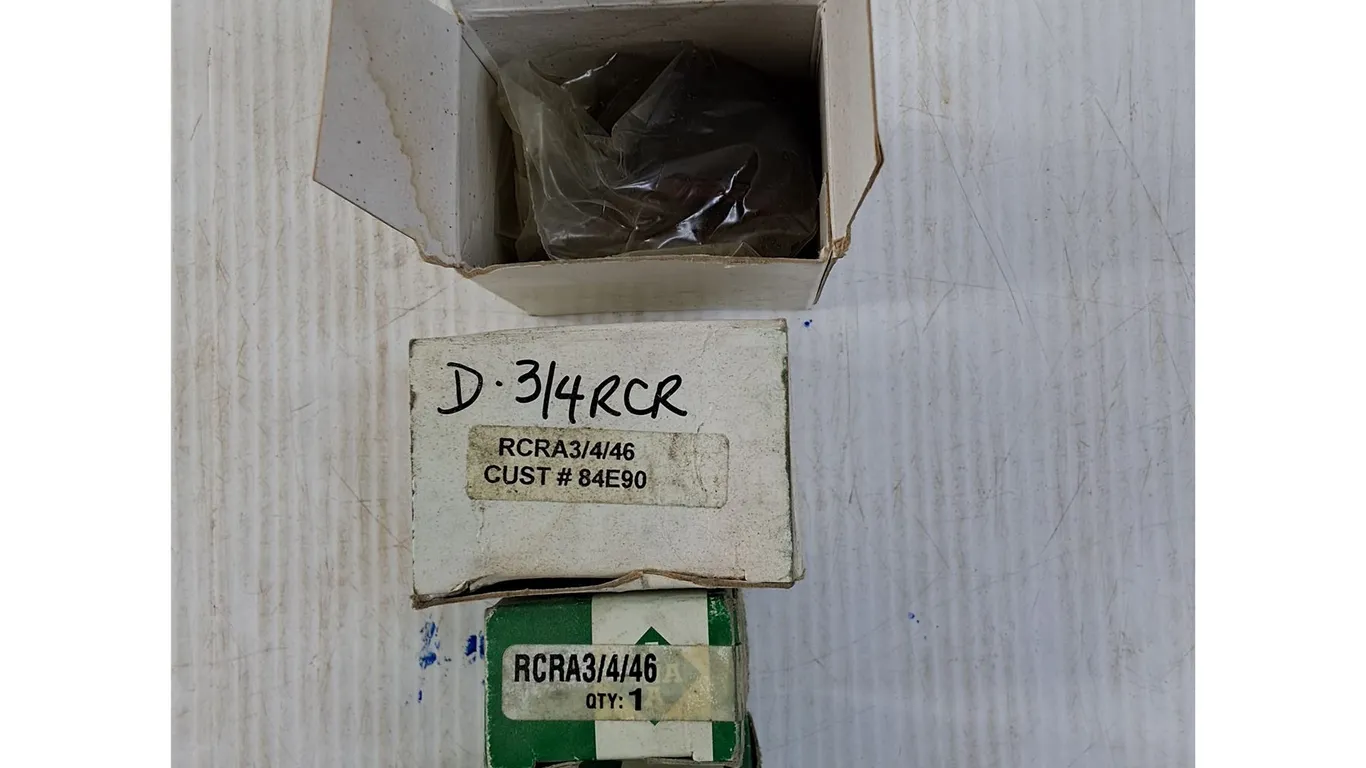 D. 3/4RCR
RCRA3/4/46
CUST # 84E90
RCRA3/4/46
QTY: 1